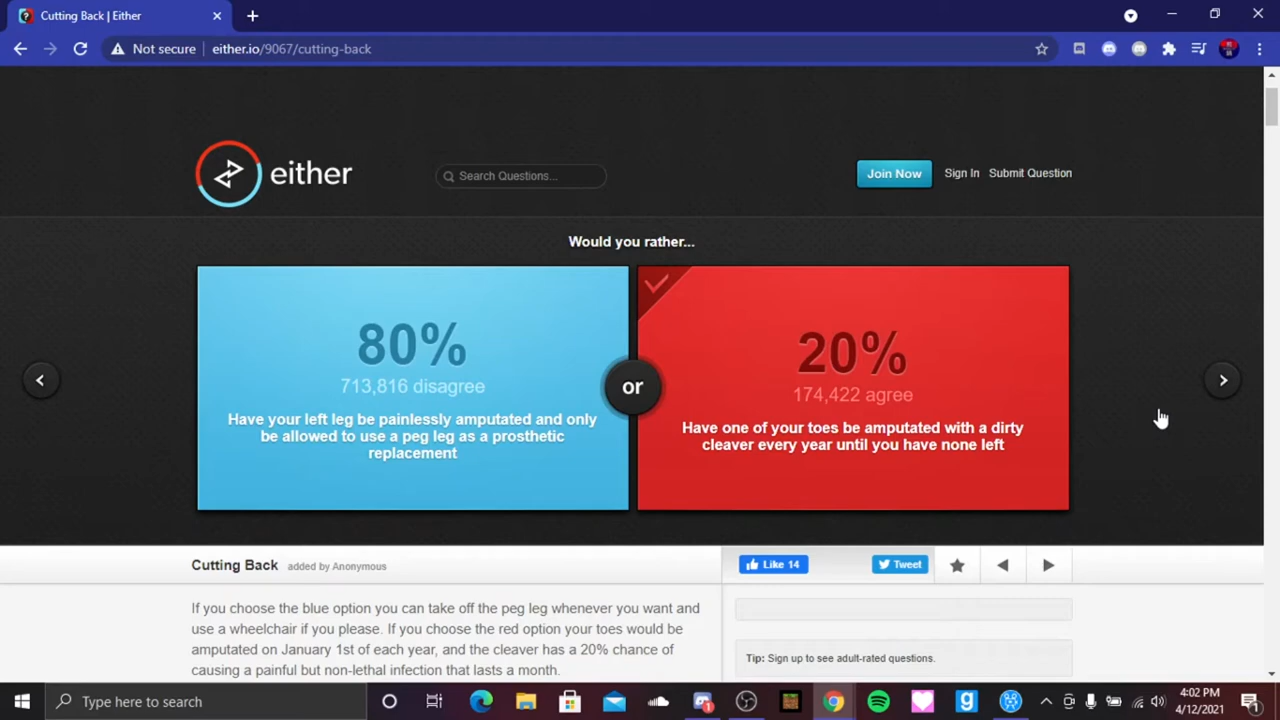 Cutting Back | Either
Not secure
either.io/9067/cutting-back
either
Search Questions...
Join Now
Sign In
Submit Question
Would you rather...
80%
713,816 disagree
Have your left leg be painlessly amputated and only
be allowed to use a peg leg as a prosthetic
replacement
or
20%
174,422 agree
Have one of your toes be amputated with a dirty
cleaver every year until you have none left
Cutting Back added by Anonymous
Like 14
Tweet
If you choose the blue option you can take off the peg leg whenever you want and
use a wheelchair if you please. If you choose the red option your toes would be
amputated on January 1st of each year, and the cleaver has a 20% chance of
causing a painful but non-lethal infection that lasts a month.
Tip: Sign up to see adult-rated questions.
Type here to search
4:02 PM
4/12/2021